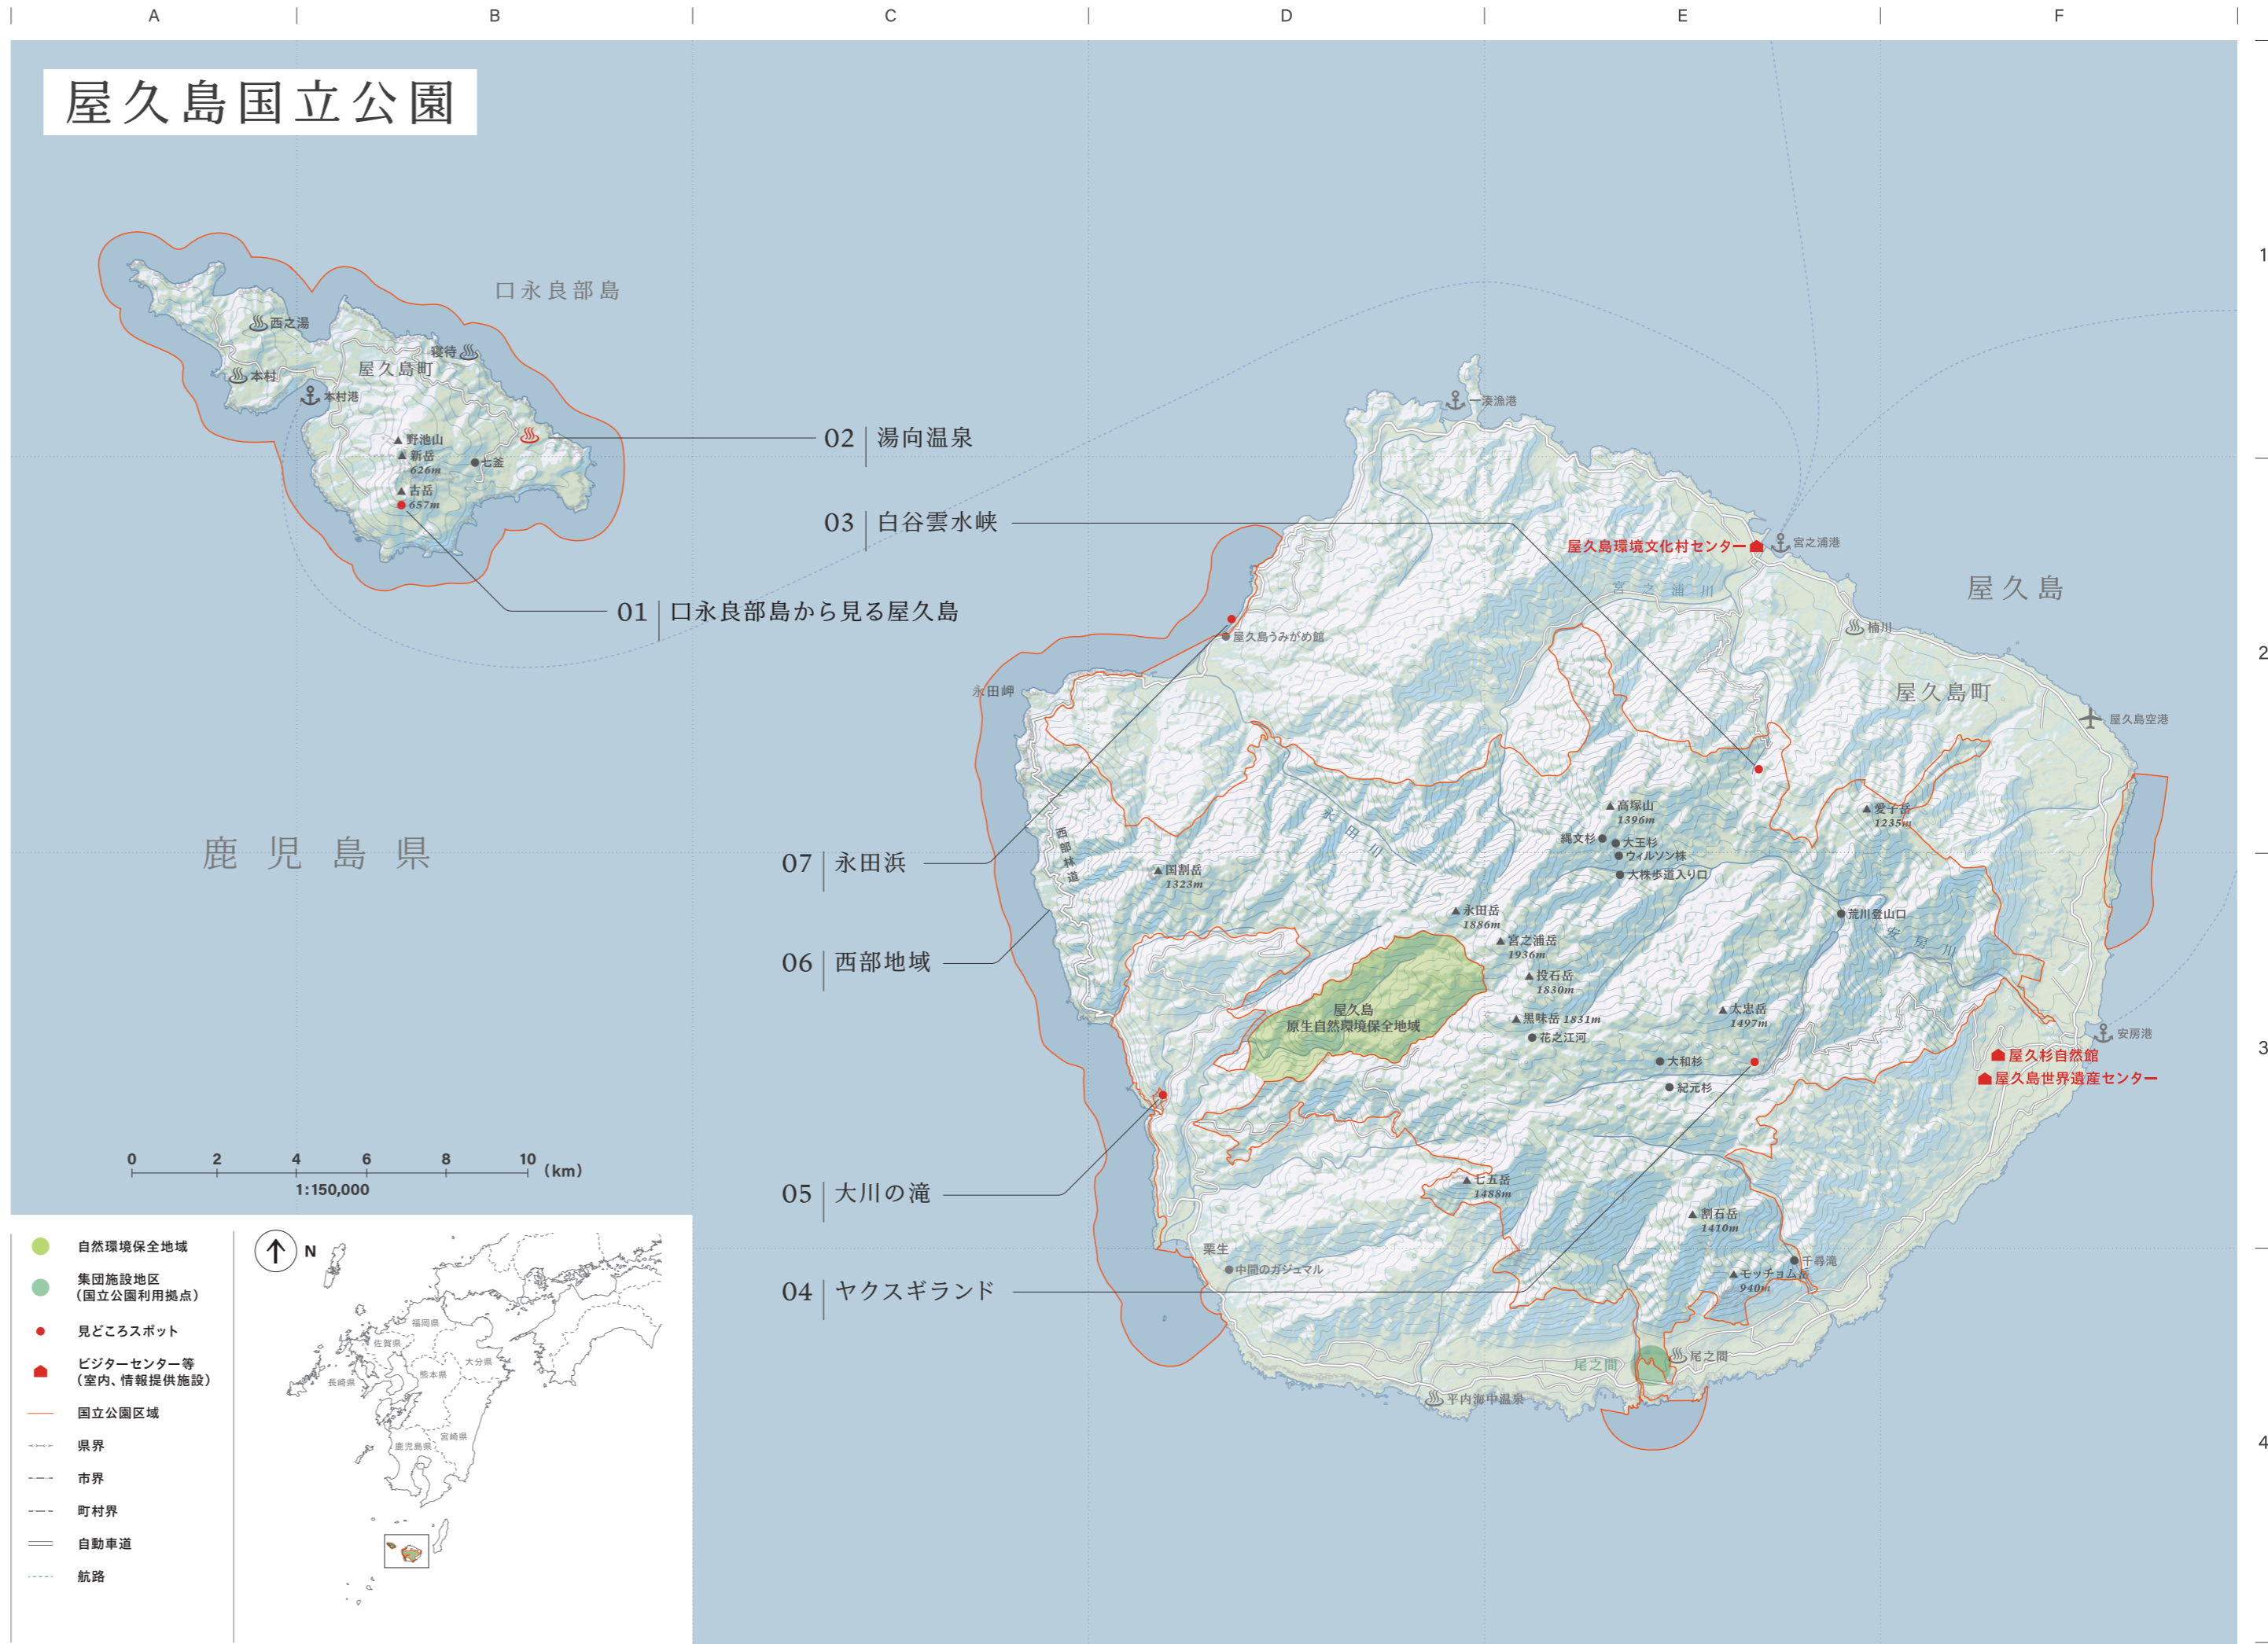 A
B
C
D
E
F
屋久島国立公園
1
2
3
4
口永良部島
西之湯
寝待
屋久島町
本村
本村港
野池山
新岳
626m
七釜
古岳
657m
02 湯向温泉
03 白谷雲水峡
01 口永良部島から見る屋久島
一湊漁港
屋久島環境文化村センター
宮之浦港
宮之浦川
屋久島
楠川
屋久島うみがめ館
永田岬
屋久島町
屋久島空港
鹿児島県
永田川
高塚山
1396m
愛子岳
1235m
縄文杉
大王杉
ウィルソン株
大株歩道入り口
西部林道
07 永田浜
国割岳
1323m
永田岳
1886m
荒川登山口
安房川
宮之浦岳
1936m
06 西部地域
投石岳
1830m
屋久島
原生自然環境保全地域
黒味岳 1831m
花之江河
太忠岳
1497m
安房港
屋久杉自然館
屋久島世界遺産センター
大和杉
紀元杉
05 大川の滝
七五岳
1488m
割石岳
1410m
栗生
中間のガジュマル
千尋滝
モッチョム岳
940m
04 ヤクスギランド
尾之間
尾之間
平内海中温泉
0 2 4 6 8 10 (km)
1:150,000
自然環境保全地域
集団施設地区
(国立公園利用拠点)
見どころスポット
ビジターセンター等
(室内、情報提供施設)
国立公園区域
県界
市界
町村界
自動車道
航路
N
福岡県
佐賀県
大分県
長崎県
熊本県
宮崎県
鹿児島県